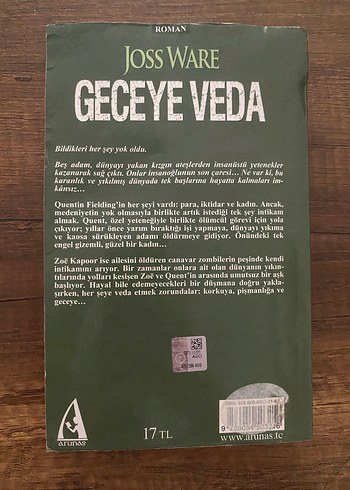 ROMAN
JOSS WARE
GECEYE VEDA
Bildikleri her şey yok oldu.
Beş adam, dünyayı yakan kızgın ateşlerden insanüstü yetenekler
kazanarak sağ çıktı. Onlar insanoğlunun son çaresi... Ne var ki, bu
karanlık ve yıkılmış dünyada tek başlarına hayatta kalmaları im-
kânsız...
Quentin Fielding’in her şeyi vardı: para, iktidar ve kadın. Ancak,
medeniyetin yok olmasıyla birlikte artık istediği tek şey intikam
almak. Quent, özel yeteneğiyle birlikte ölümcül görevi için yola
çıkıyor; yıllar önce yarım bıraktığı işi yapmaya, dünyayı yıkıma
ve kaosa sürükleyen adamı öldürmeye gidiyor. Önündeki tek
engel gizemli, güzel bir kadın...
Zoë Kapoor ise ailesini öldüren canavar zombilerin peşinde kendi
intikamını arıyor. Bir zamanlar onlara ait olan dünyanın yıkın-
tılarında yolları kesişen Zoë ve Quent’in arasında umutsuz bir aşk
başlıyor. Hayal bile edemeyecekleri bir düşmana doğru yakla-
şırken, her şeye veda etmek zorundalar: korkuya, pişmanlığa ve
geceye...
arunas
17 TL
www.arunas.tc